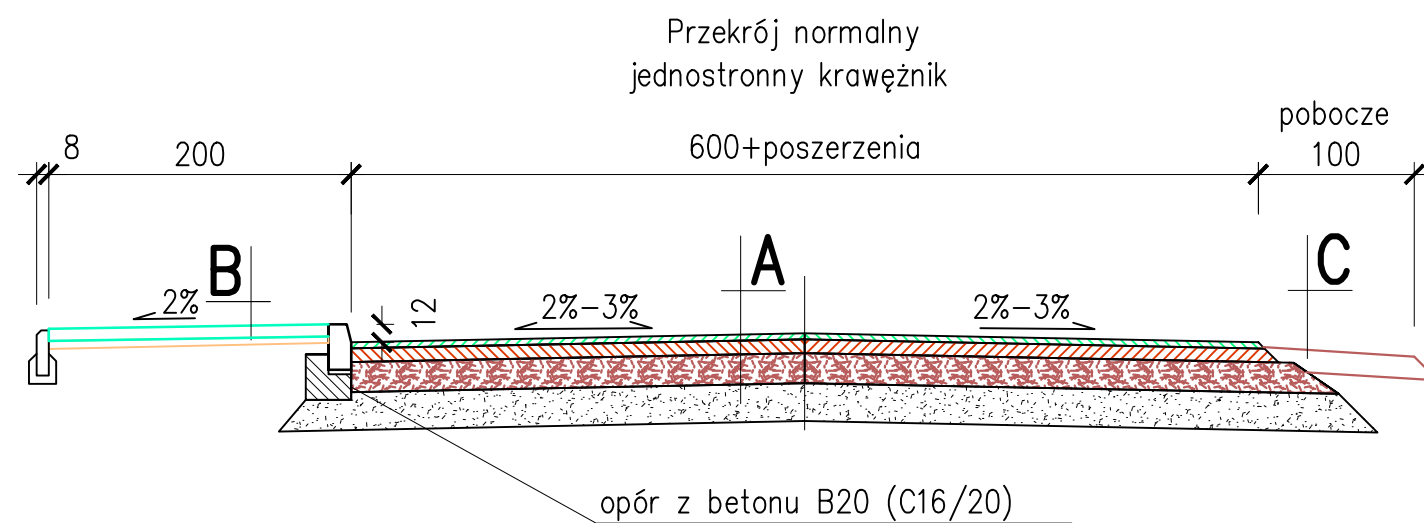 Przekrój normalny
jednostronny krawężnik
pobocze
8 200 600+poszerzenia 100
B A C
2% 12 2%-3% 2%-3%
opór z betonu B20 (C16/20)